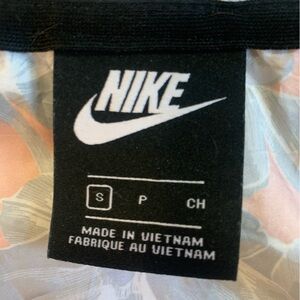 NIKE
S P CH
MADE IN VIETNAM
FABRIQUE AU VIETNAM